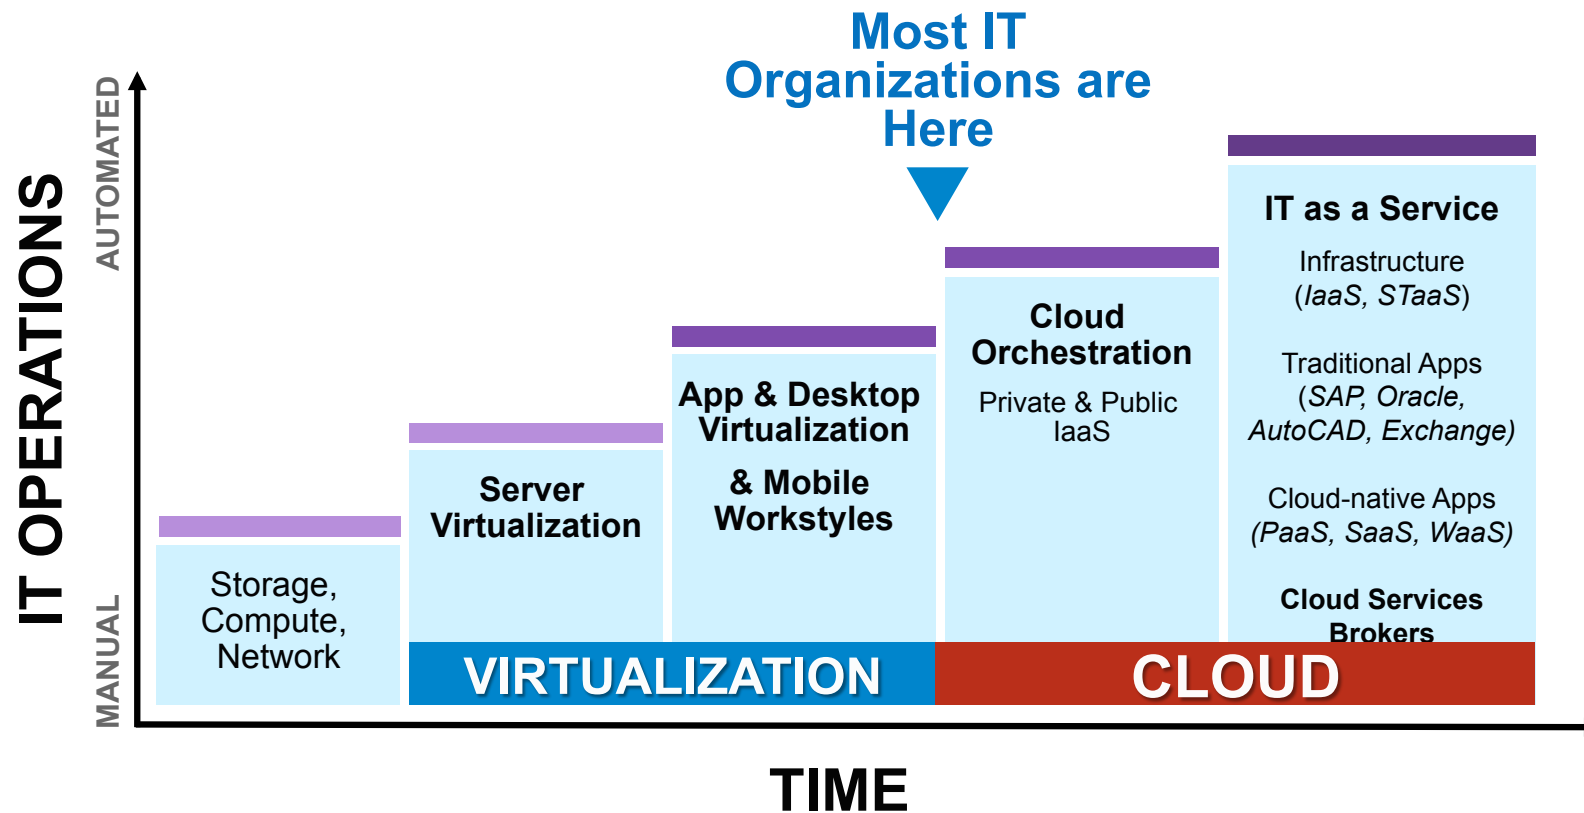 Most IT
Organizations are
Here
IT OPERATIONS
AUTOMATED
MANUAL
Storage,
Compute,
Network
Server
Virtualization
App & Desktop
Virtualization
& Mobile
Workstyles
Cloud
Orchestration
Private & Public
IaaS
IT as a Service
Infrastructure
(IaaS, STaaS)
Traditional Apps
(SAP, Oracle,
AutoCAD, Exchange)
Cloud-native Apps
(PaaS, SaaS, WaaS)
Cloud Services
Brokers
VIRTUALIZATION
CLOUD
TIME